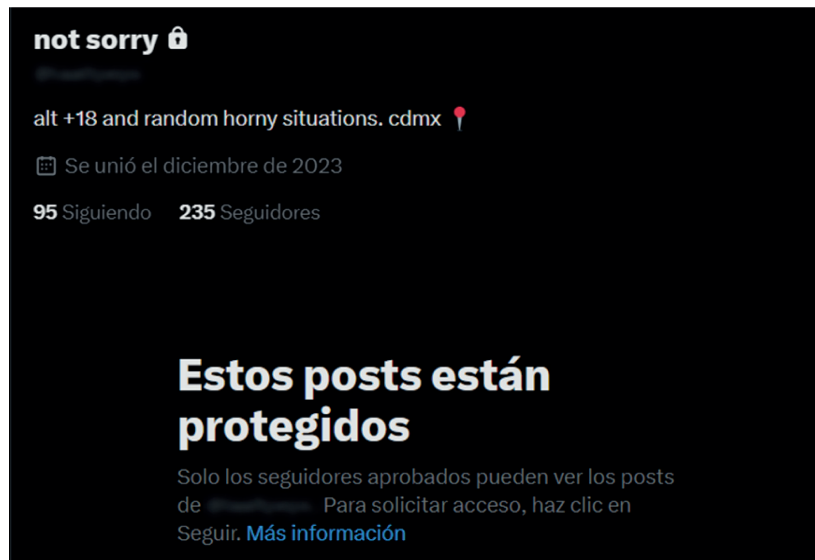 not sorry
alt +18 and random horny situations. cdmx
Se unió el diciembre de 2023
95 Siguiendo 235 Seguidores
Estos posts están
protegidos
Solo los seguidores aprobados pueden ver los posts
de Para solicitar acceso, haz clic en
Seguir. Más información